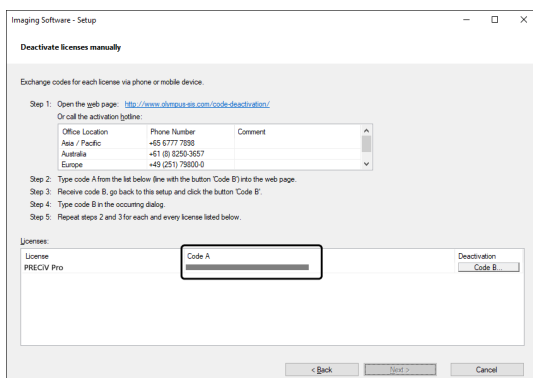 Imaging Software - Setup
Deactivate licenses manually
Exchange codes for each license via phone or mobile device.
Step 1: Open the web page: http://www.olympus-sis.com/code-deactivation/
Or call the activation hotline:
Office Location Phone Number Comment
Asia / Pacific +65 6777 7898
Australia +61 (8) 8250-3657
Europe +49 (251) 79800-0
Step 2: Type code A from the list below (line with the button 'Code B') into the web page.
Step 3: Receive code B, go back to this setup and click the button 'Code B'.
Step 4: Type code B in the occurring dialog.
Step 5: Repeat steps 2 and 3 for each and every license listed below.
Licenses:
License Code A Deactivation
PRECiV Pro Code B...
< Back Next > Cancel